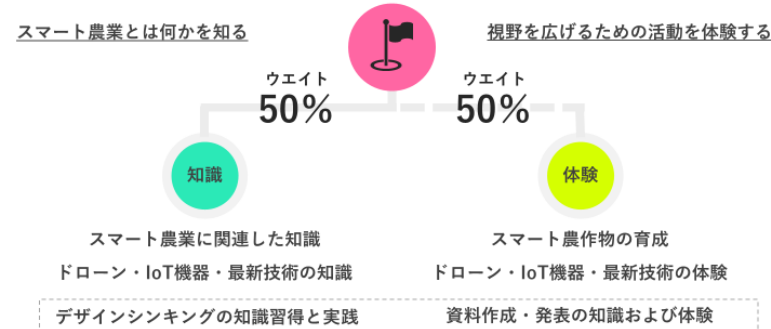 スマート農業とは何かを知る
視野を広げるための活動を体験する
ウエイト
50%
ウエイト
50%
知識
体験
スマート農業に関連した知識
ドローン・IoT機器・最新技術の知識
スマート農作物の育成
ドローン・IoT機器・最新技術の体験
デザインシンキングの知識習得と実践
資料作成・発表の知識および体験